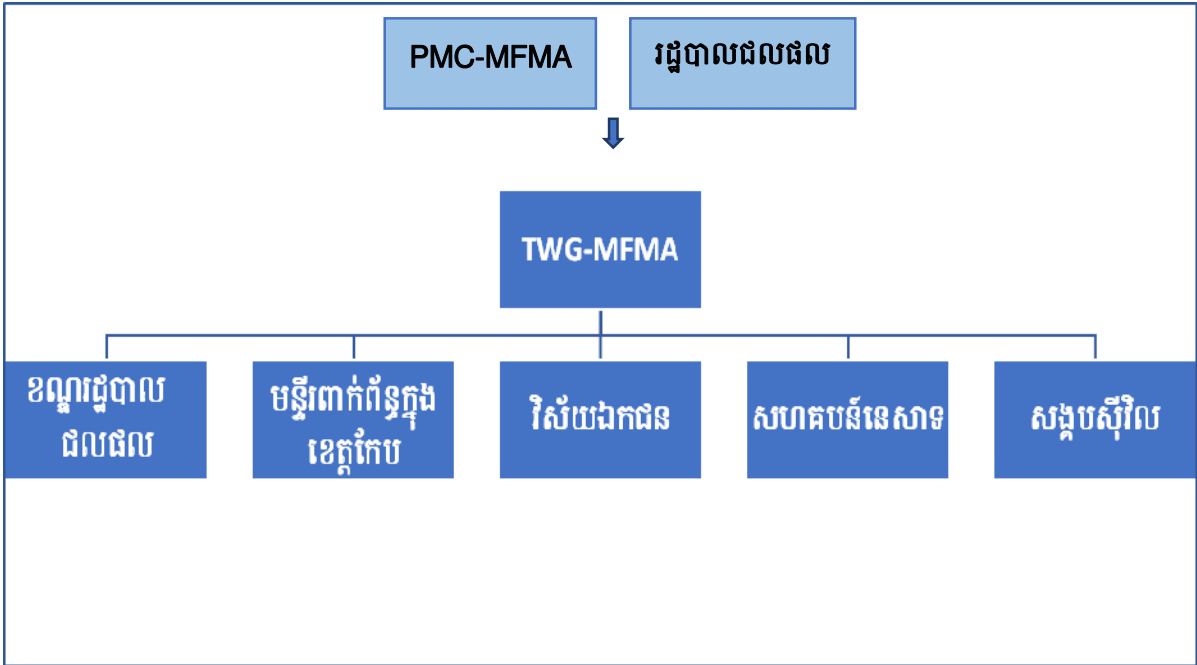 PMC-MFMA
រដ្ឋបាលជលផល
TWG-MFMA
ខណ្ឌរដ្ឋបាល
ជលផល
មន្ទីរពាក់ព័ន្ធក្នុង
ខេត្តកែប
វិស័យឯកជន
សហគបន៍នេសាទ
សង្គបស៊ីវិល